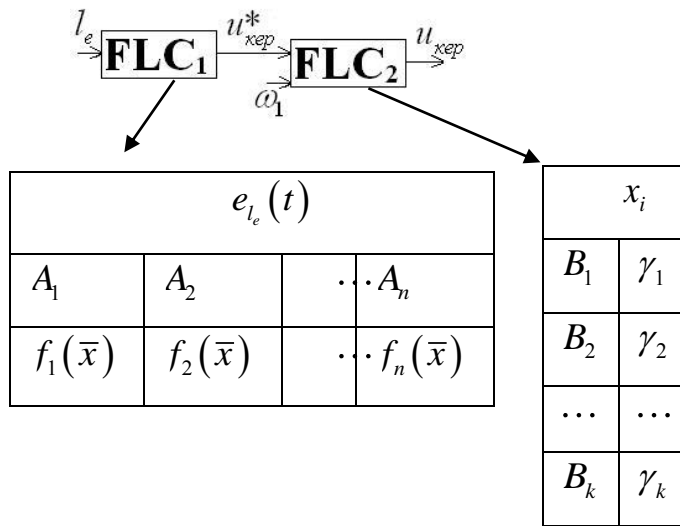 l_e u*_кер u_кер
FLC₁ FLC₂
ω₁
e_{l_e}(t)
A₁ A₂ ⋯ A_n
f₁(x̅) f₂(x̅) ⋯ f_n(x̅)
x_i
B₁ γ₁
B₂ γ₂
⋯ ⋯
B_k γ_k